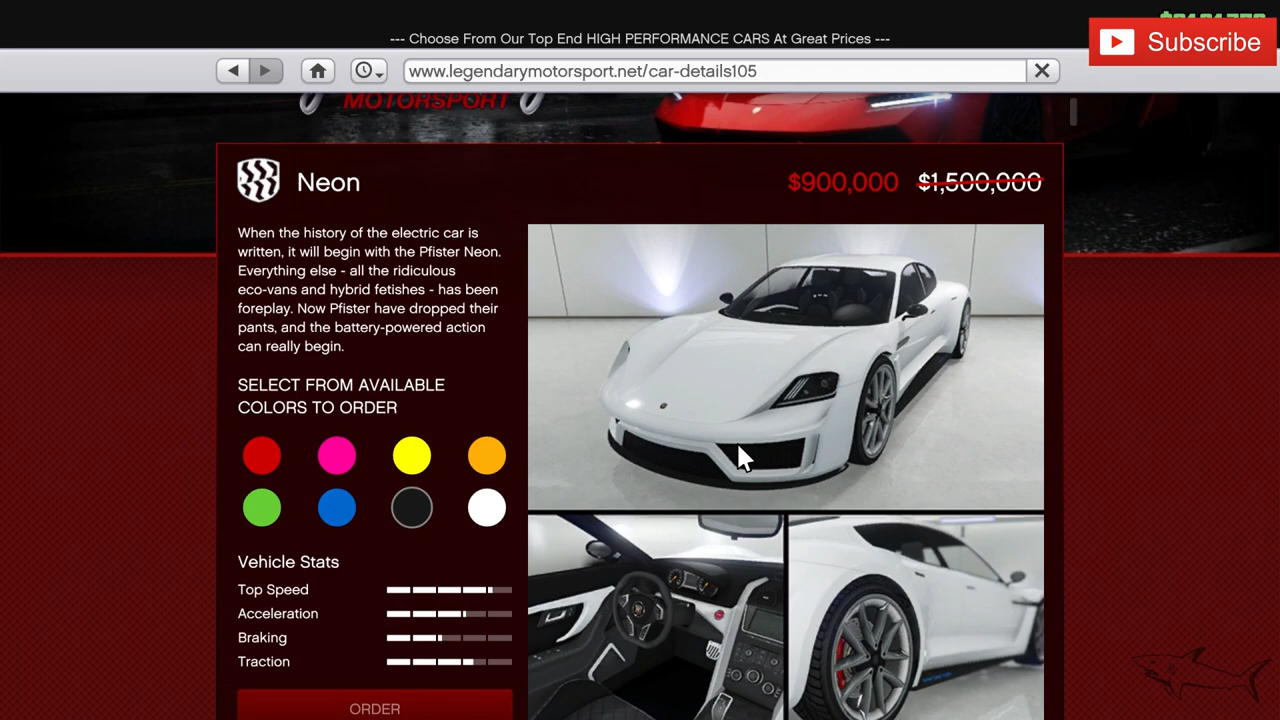 --- Choose From Our Top End HIGH PERFORMANCE CARS At Great Prices ---
Subscribe
www.legendarymotorsport.net/car-details105
MOTORSPORT
Neon
$900,000 $1,500,000
When the history of the electric car is
written, it will begin with the Pfister Neon.
Everything else - all the ridiculous
eco-vans and hybrid fetishes - has been
foreplay. Now Pfister have dropped their
pants, and the battery-powered action
can really begin.
SELECT FROM AVAILABLE
COLORS TO ORDER
Vehicle Stats
Top Speed
Acceleration
Braking
Traction
ORDER